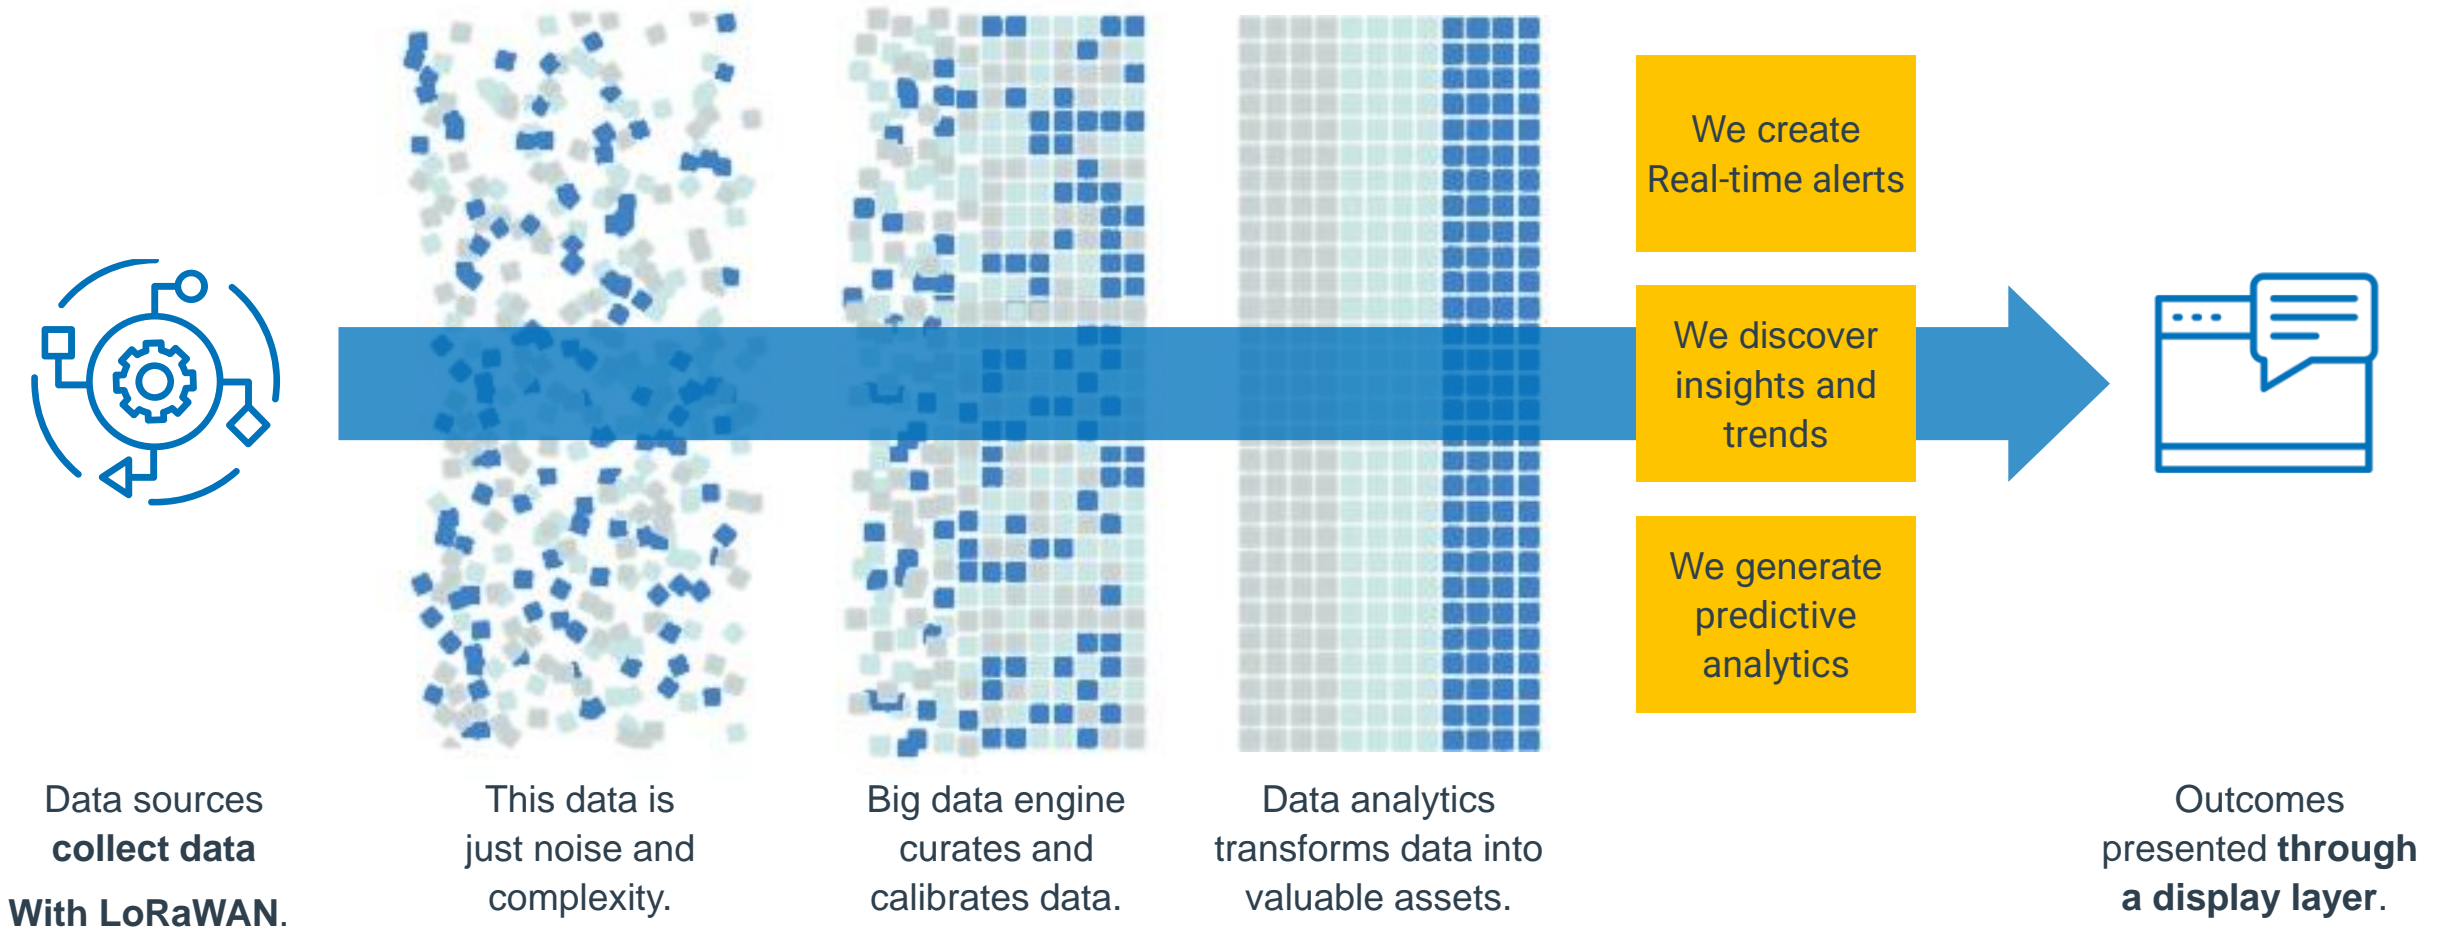 We create
Real-time alerts
We discover
insights and
trends
We generate
predictive
analytics
Data sources
collect data
With LoRaWAN.
This data is
just noise and
complexity.
Big data engine
curates and
calibrates data.
Data analytics
transforms data into
valuable assets.
Outcomes
presented through
a display layer.